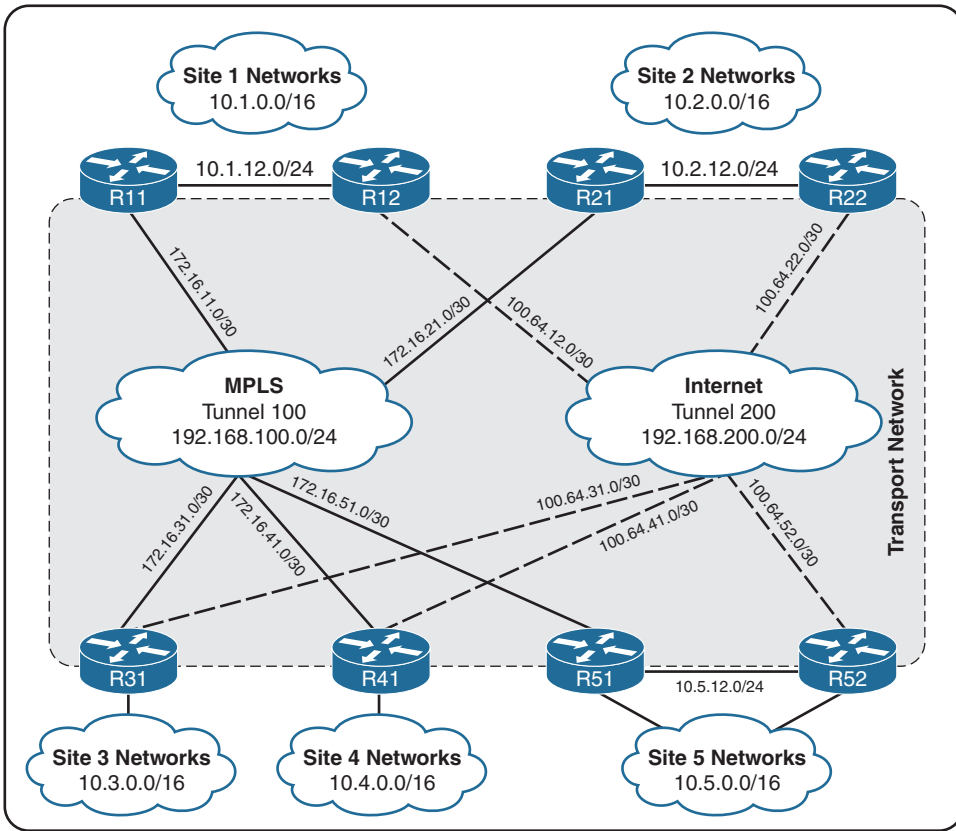 Site 1 Networks
10.1.0.0/16
Site 2 Networks
10.2.0.0/16
10.1.12.0/24
10.2.12.0/24
R11
R12
R21
R22
172.16.11.0/30
172.16.21.0/30
100.64.12.0/30
100.64.22.0/30
MPLS
Tunnel 100
192.168.100.0/24
Internet
Tunnel 200
192.168.200.0/24
Transport Network
172.16.31.0/30
172.16.41.0/30
172.16.51.0/30
100.64.31.0/30
100.64.41.0/30
100.64.52.0/30
R31
R41
R51
10.5.12.0/24
R52
Site 3 Networks
10.3.0.0/16
Site 4 Networks
10.4.0.0/16
Site 5 Networks
10.5.0.0/16